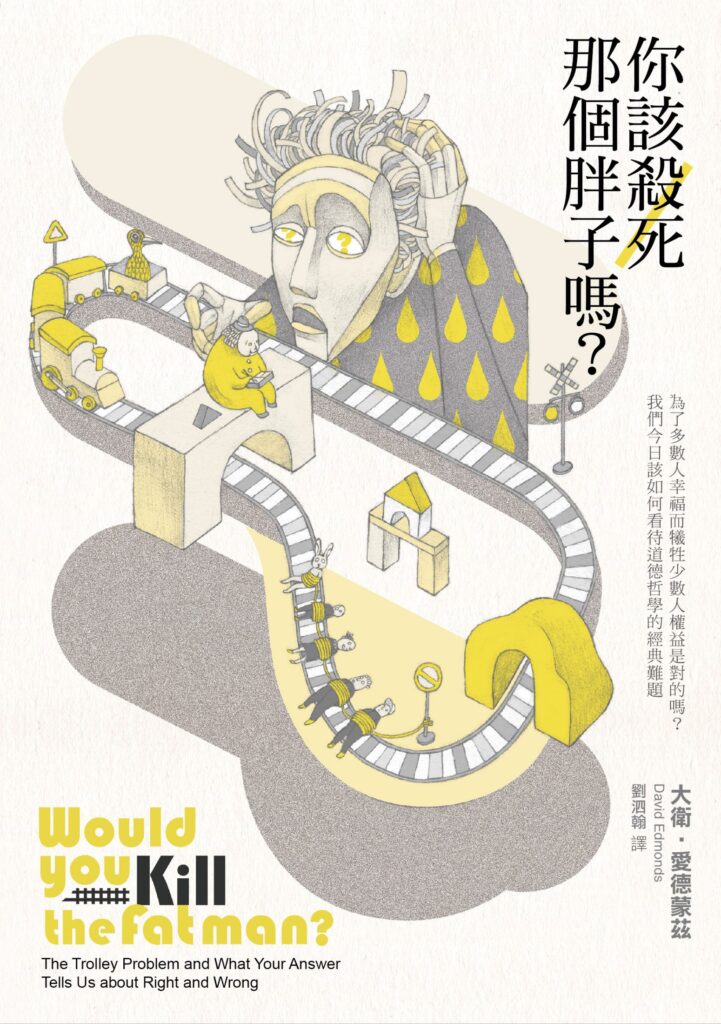 你該殺死
那個胖子嗎？
為了多數人幸福而犧牲少數人權益是對的嗎？
我們今日該如何看待道德哲學的經典難題
大衛・愛德蒙茲
David Edmonds
劉泗翰 譯
Would
you Kill
the fat man?
The Trolley Problem and What Your Answer
Tells Us about Right and Wrong